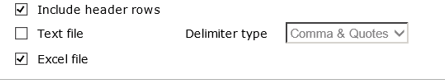 Include header rows
Text file Delimiter type Comma & Quotes
Excel file